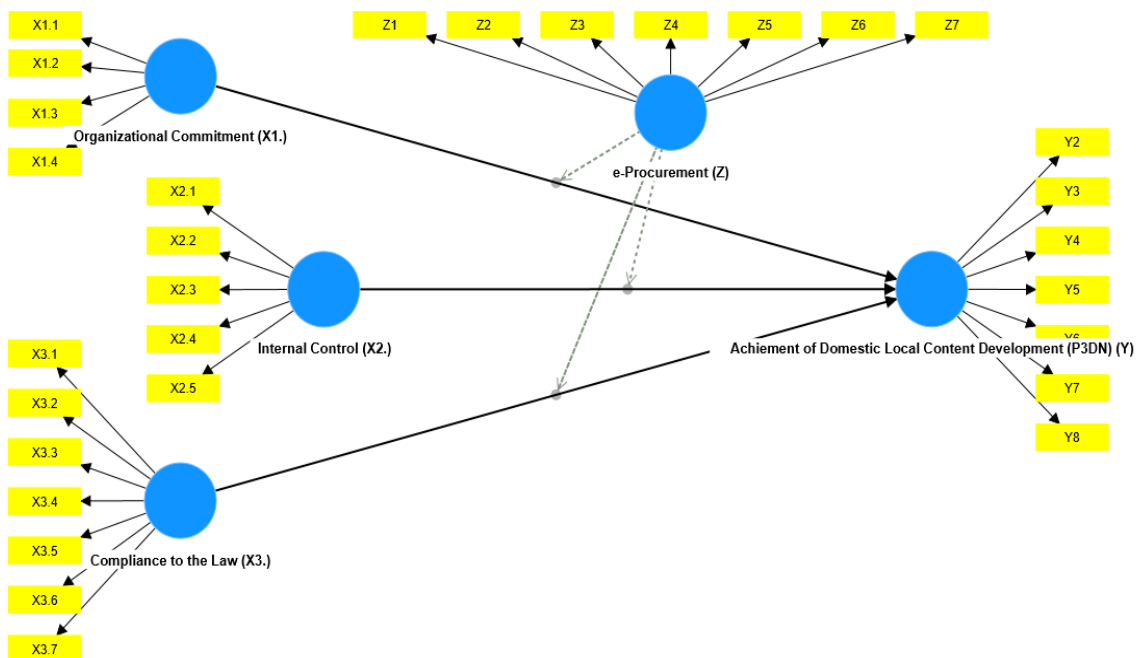 X1.1
X1.2
X1.3
X1.4
Organizational Commitment (X1.)
Z1
Z2
Z3
Z4
Z5
Z6
Z7
e-Procurement (Z)
X2.1
X2.2
X2.3
X2.4
X2.5
Internal Control (X2.)
Y2
Y3
Y4
Y5
Y6
Achiement of Domestic Local Content Development (P3DN) (Y)
Y7
Y8
X3.1
X3.2
X3.3
X3.4
X3.5
X3.6
X3.7
Compliance to the Law (X3.)